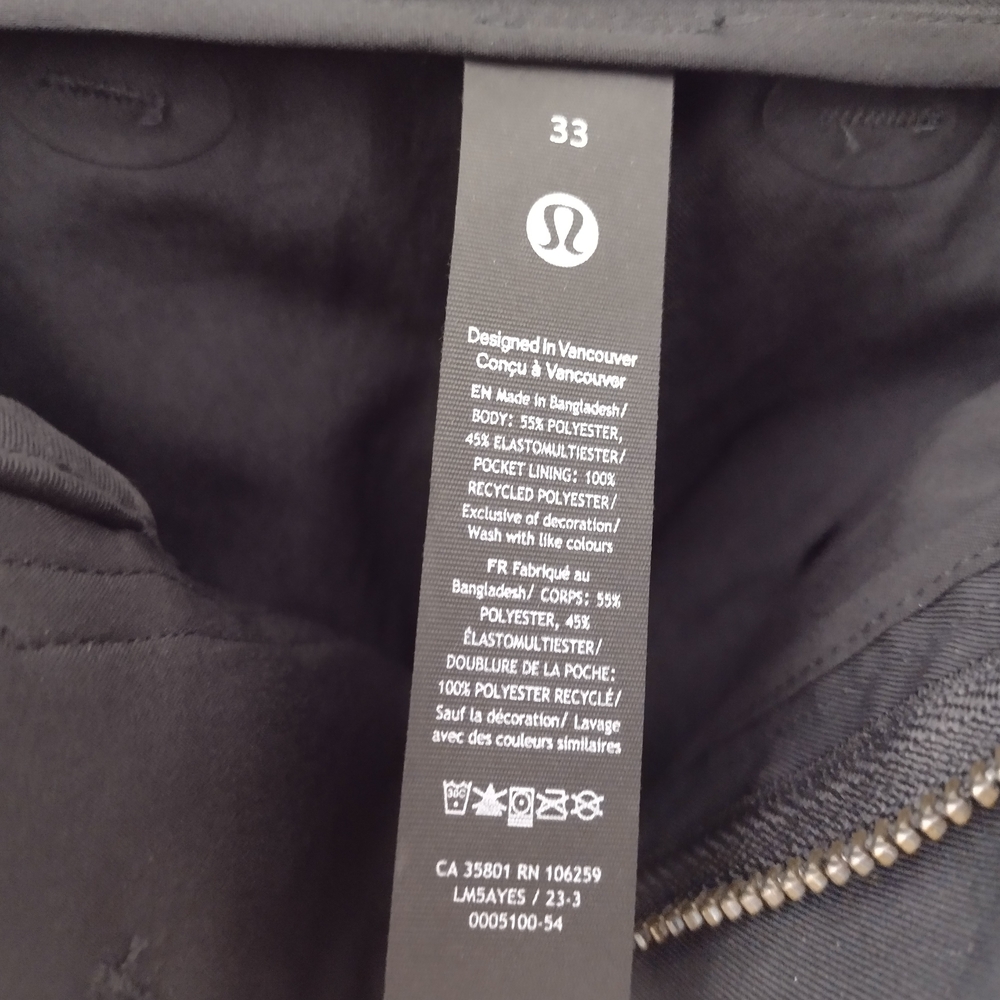 33
Designed in Vancouver
Conçu à Vancouver
EN Made in Bangladesh/
BODY: 55% POLYESTER,
45% ELASTOMULTIESTER/
POCKET LINING: 100%
RECYCLED POLYESTER/
Exclusive of decoration/
Wash with like colours
FR Fabriqué au
Bangladesh/ CORPS: 55%
POLYESTER, 45%
ÉLASTOMULTIESTER/
DOUBLURE DE LA POCHE:
100% POLYESTER RECYCLÉ/
Sauf la décoration/ Lavage
avec des couleurs similaires
30C
CA 35801 RN 106259
LM5AYES / 23-3
0005100-54